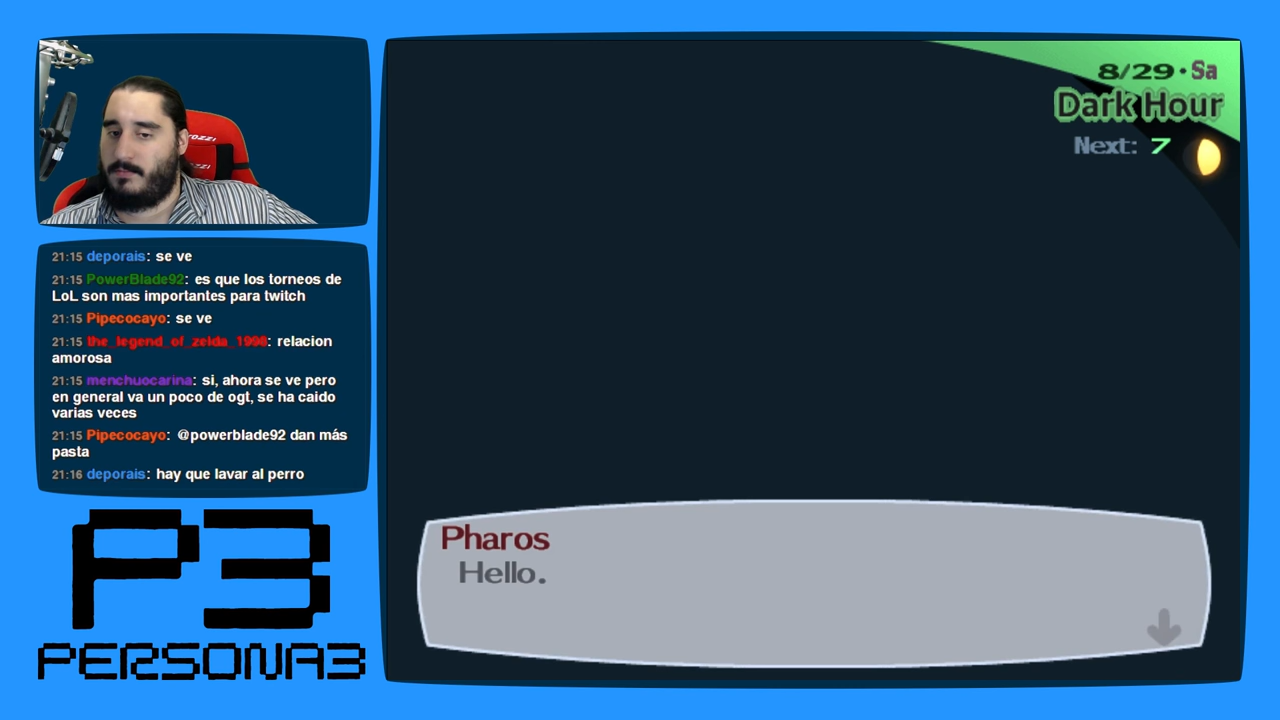 8/29·Sa
Dark Hour
Next: 7
rozzi
21:15 deporais: se ve
21:15 PowerBlade92: es que los torneos de
LoL son mas importantes para twitch
21:15 Pipecocayo: se ve
21:15 the_legend_of_zelda_1998: relacion
amorosa
21:15 menchuocarina: si, ahora se ve pero
en general va un poco de ogt, se ha caido
varias veces
21:15 Pipecocayo: @powerblade92 dan más
pasta
21:16 deporais: hay que lavar al perro
Pharos
Hello.
P3
PERSONA3